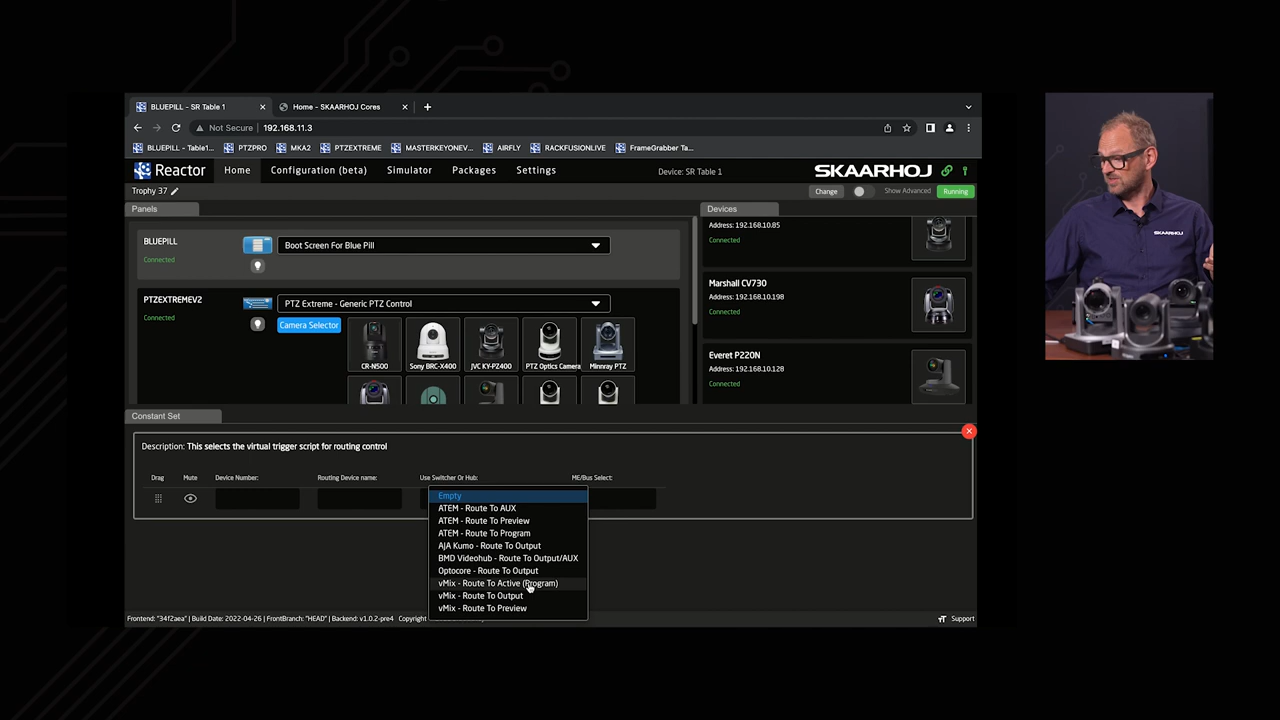 BLUEPILL - SR Table 1
Home - SKAARHOJ Cores
Not Secure
192.168.11.3
BLUEPILL - Table1...
PTZPRO
MKA2
PTZEXTREME
MASTERKEYONEV...
AIRFLY
RACKFUSIONLIVE
FrameGrabber Ta...
Reactor
Home
Configuration (beta)
Simulator
Packages
Settings
Device: SR Table 1
SKAARHOJ
Trophy 37
Change
Show Advanced
Running
Panels
Devices
BLUEPILL
Connected
Boot Screen For Blue Pill
PTZEXTREMEV2
Connected
PTZ Extreme - Generic PTZ Control
Camera Selector
CR-N500
Sony BRC-X400
JVC KY-PZ400
PTZ Optics Camera
Minnray PTZ
Address: 192.168.10.85
Connected
Marshall CV730
Address: 192.168.10.198
Connected
Everet P220N
Address: 192.168.10.128
Connected
Constant Set
Description: This selects the virtual trigger script for routing control
Drag
Mute
Device Number:
Routing Device name:
Use Switcher Or Hub:
ME/Bus Select:
Empty
ATEM - Route To AUX
ATEM - Route To Preview
ATEM - Route To Program
AJA Kumo - Route To Output
BMD Videohub - Route To Output/AUX
Optocore - Route To Output
vMix - Route To Active (Program)
vMix - Route To Output
vMix - Route To Preview
Frontend: "34f2aea" | Build Date: 2022-04-26 | FrontBranch: "HEAD" | Backend: v1.0.2-pre4 Copyright
Support
SKAARHOJ